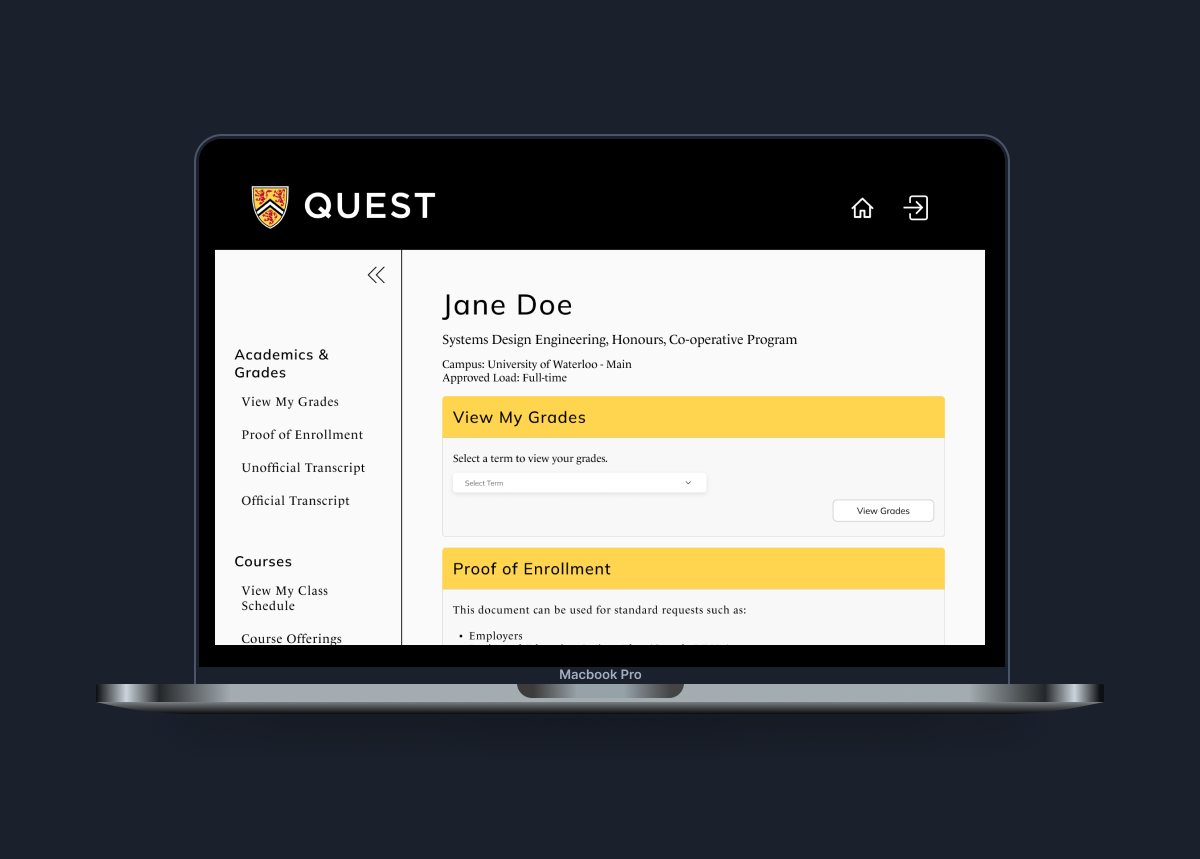 QUEST
Academics &
Grades
View My Grades
Proof of Enrollment
Unofficial Transcript
Official Transcript
Courses
View My Class
Schedule
Course Offerings
Jane Doe
Systems Design Engineering, Honours, Co-operative Program
Campus: University of Waterloo - Main
Approved Load: Full-time
View My Grades
Select a term to view your grades.
Select Term
View Grades
Proof of Enrollment
This document can be used for standard requests such as:
• Employers
Macbook Pro